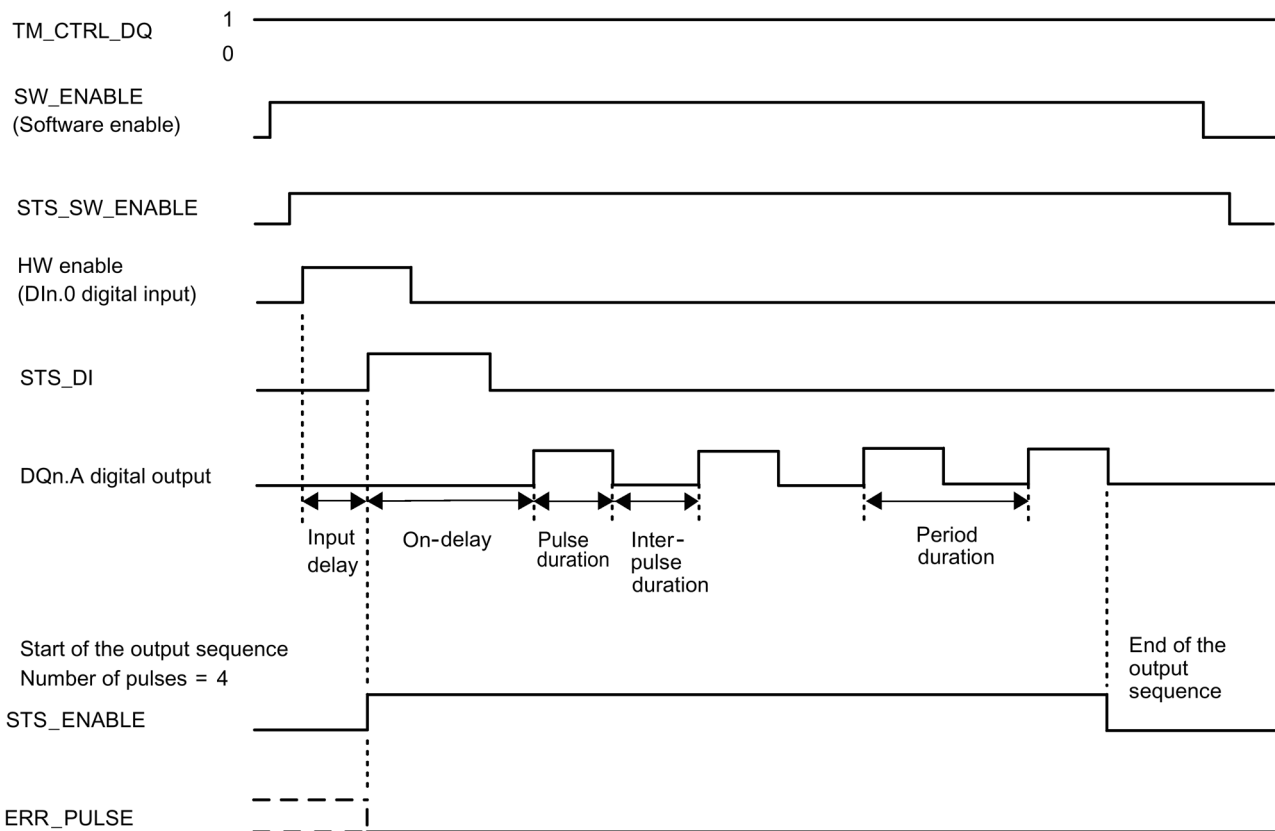 TM_CTRL_DQ
1
0
SW_ENABLE
(Software enable)
STS_SW_ENABLE
HW enable
(DIn.0 digital input)
STS_DI
DQn.A digital output
Input
delay
On-delay
Pulse
duration
Inter-
pulse
duration
Period
duration
Start of the output sequence
Number of pulses = 4
End of the
output
sequence
STS_ENABLE
ERR_PULSE